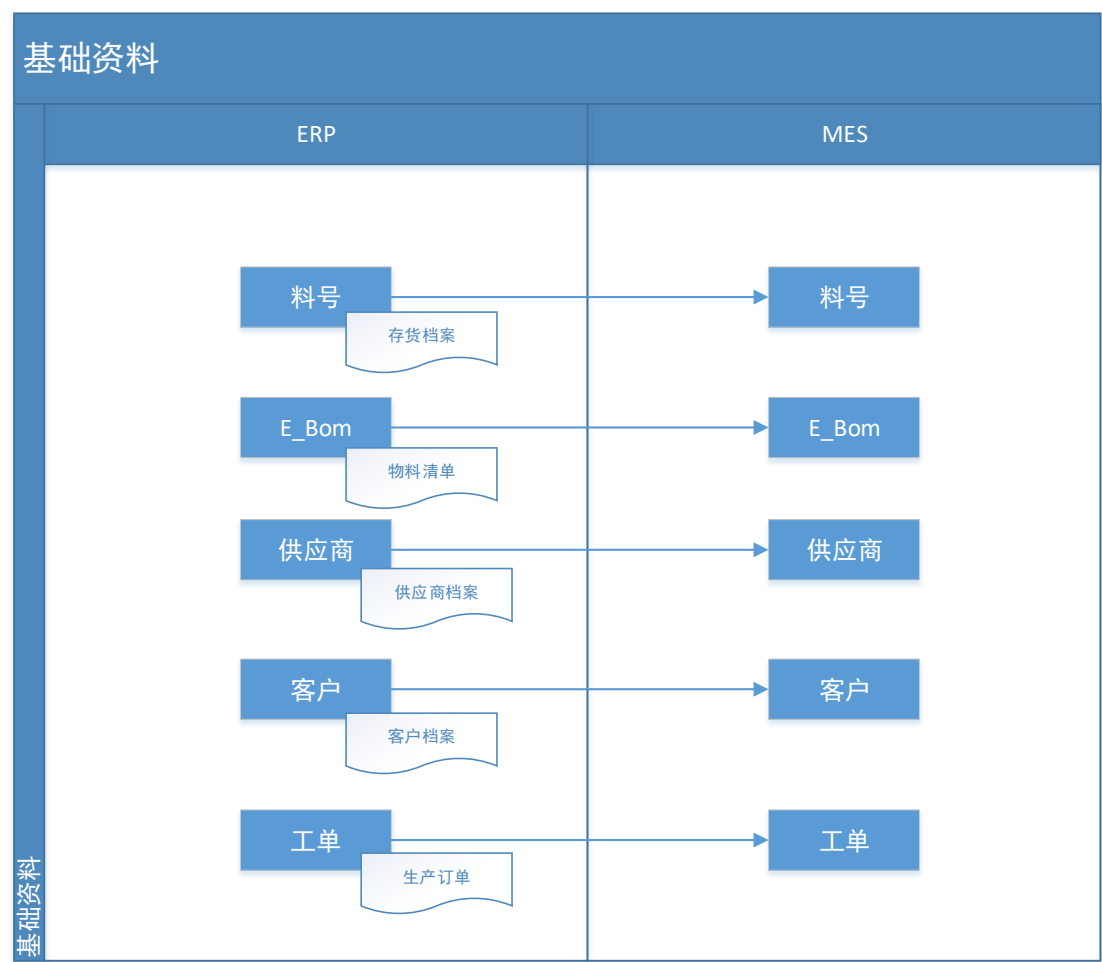 基础资料
ERP
MES
料号
料号
存货档案
E_Bom
E_Bom
物料清单
供应商
供应商
供应商档案
客户
客户
客户档案
工单
工单
生产订单
基础资料